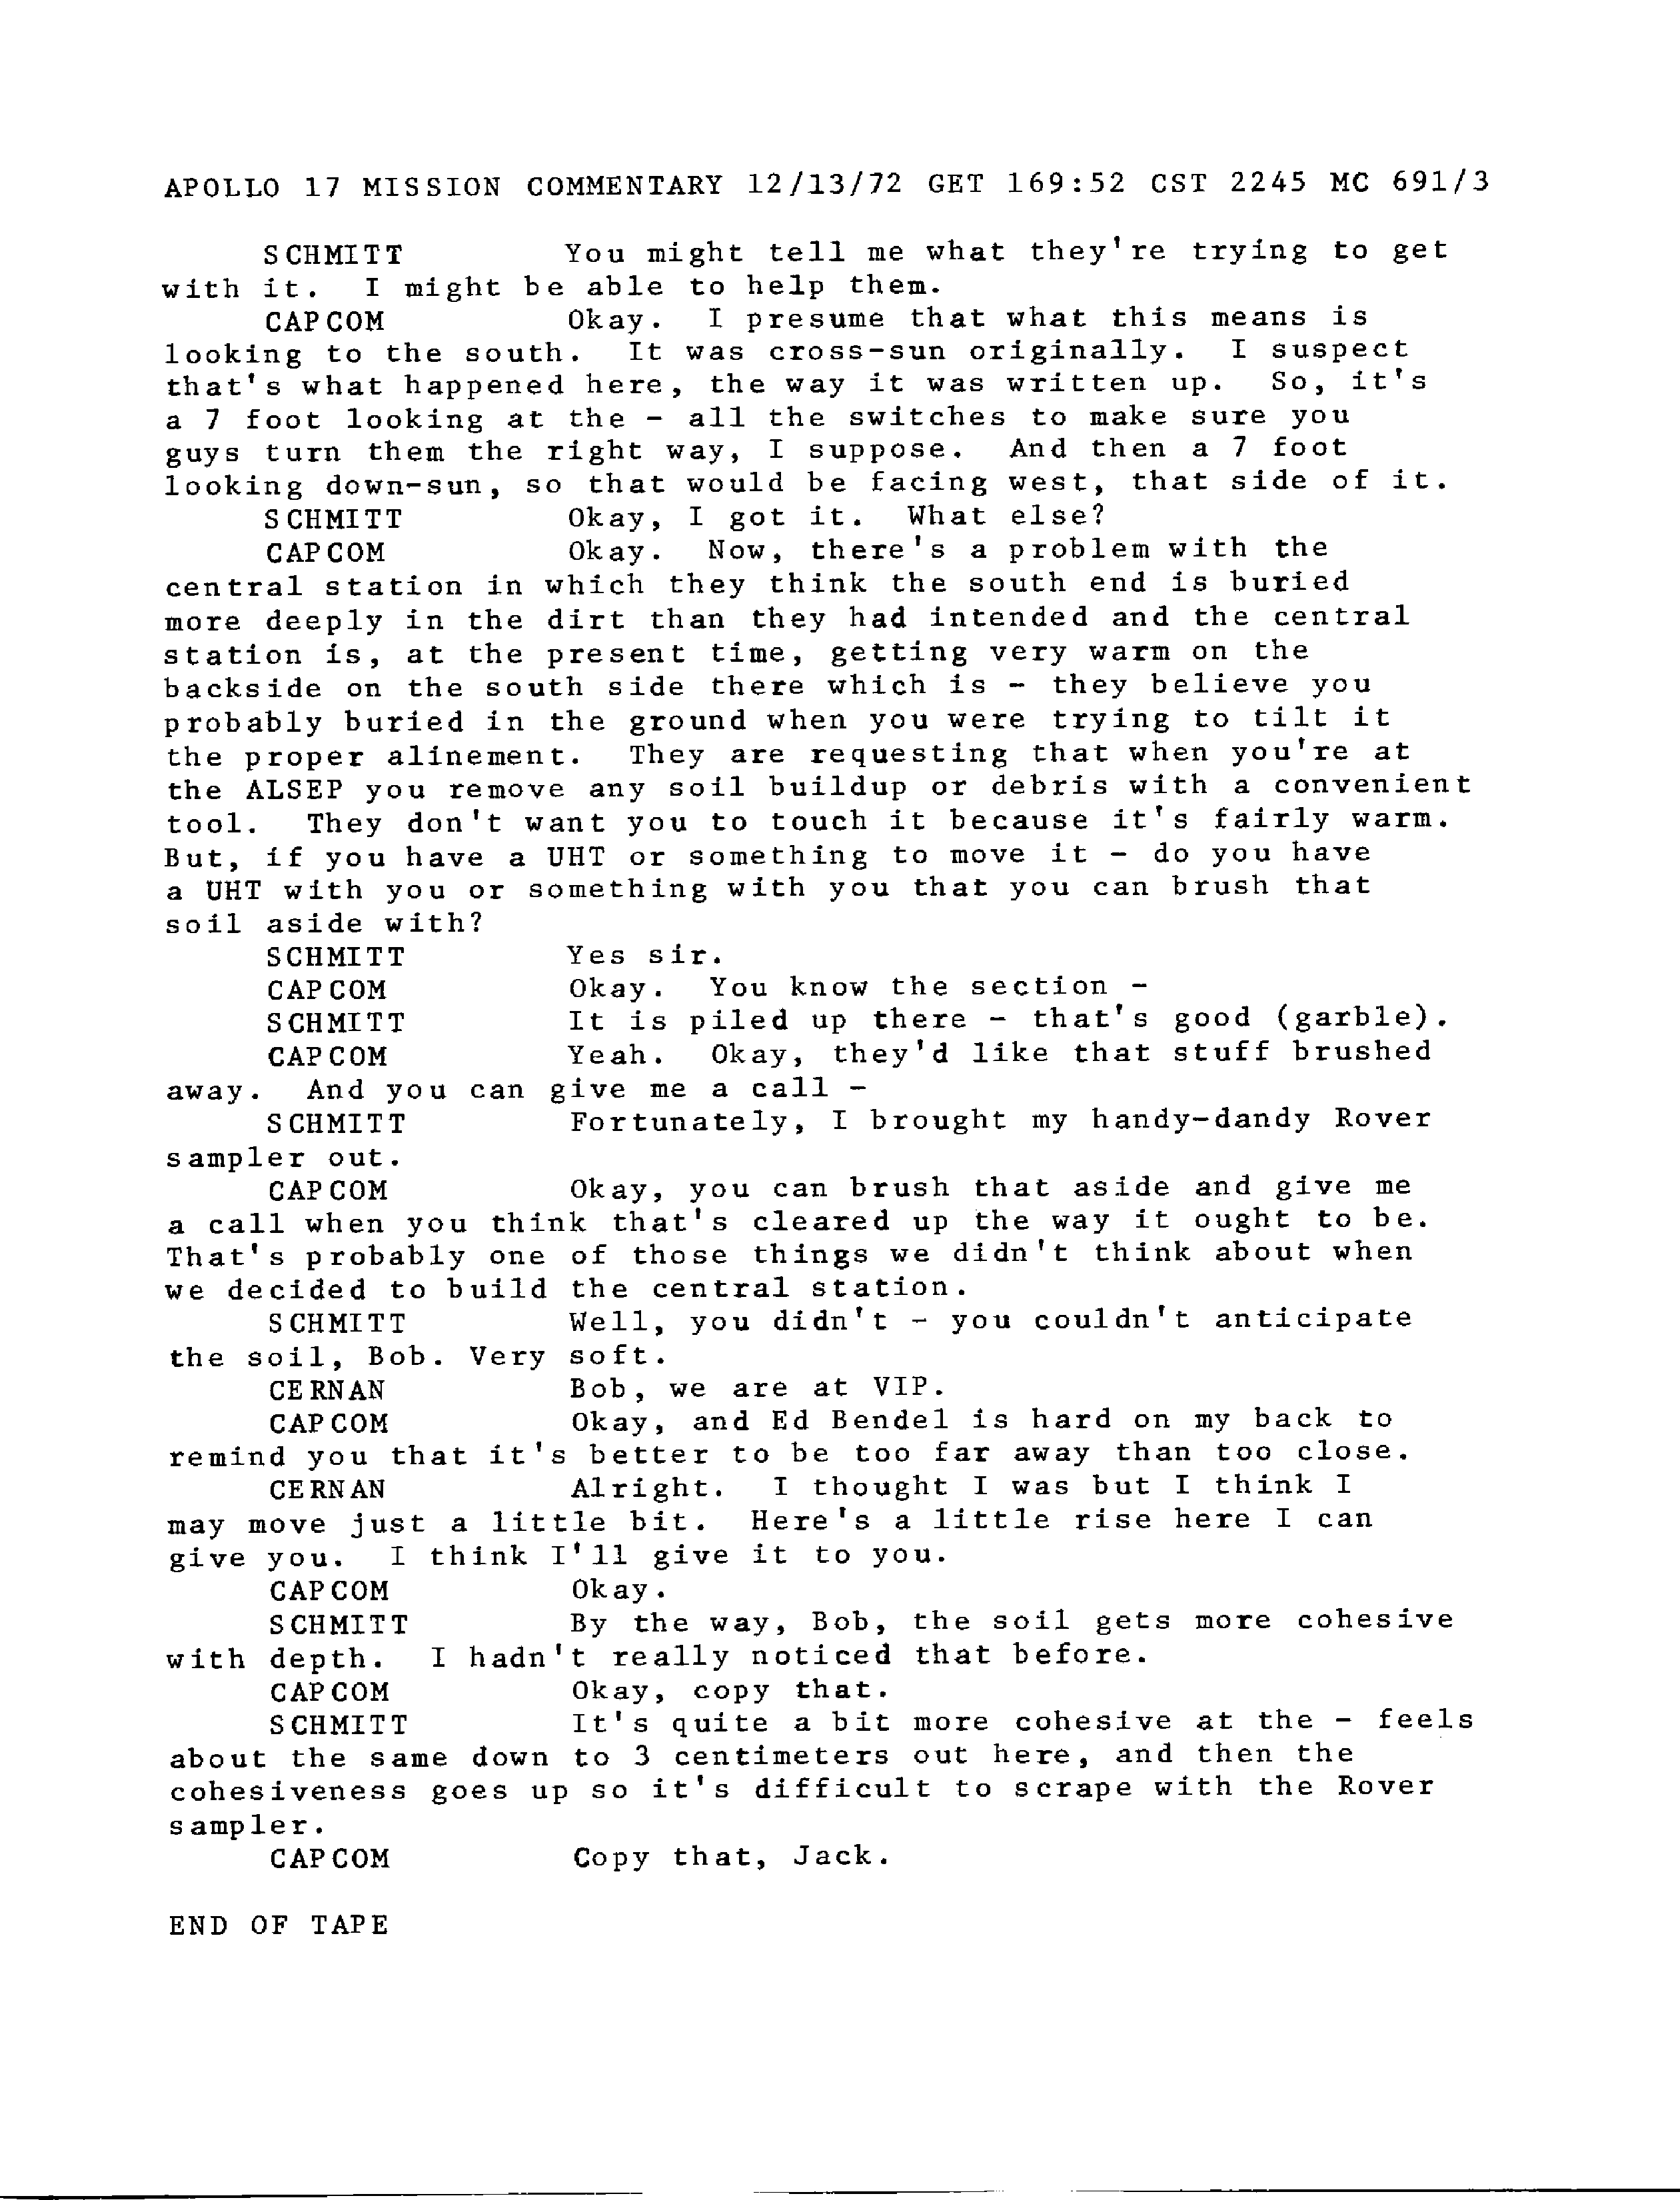 APOLLO 17 MISSION COMMENTARY 12/13/72 GET 169:52 CST 2245 MC 691/3
SCHMITT You might tell me what they're trying to get
with it. I might be able to help them.
CAPCOM Okay. I presume that what this means is
looking to the south. It was cross-sun originally. I suspect
that's what happened here, the way it was written up. So, it's
a 7 foot looking at the - all the switches to make sure you
guys turn them the right way, I suppose. And then a 7 foot
looking down-sun, so that would be facing west, that side of it.
SCHMITT Okay, I got it. What else?
CAPCOM Okay. Now, there's a problem with the
central station in which they think the south end is buried
more deeply in the dirt than they had intended and the central
station is, at the present time, getting very warm on the
backside on the south side there which is - they believe you
probably buried in the ground when you were trying to tilt it
the proper alinement. They are requesting that when you're at
the ALSEP you remove any soil buildup or debris with a convenient
tool. They don't want you to touch it because it's fairly warm.
But, if you have a UHT or something to move it - do you have
a UHT with you or something with you that you can brush that
soil aside with?
SCHMITT Yes sir.
CAPCOM Okay. You know the section -
SCHMITT It is piled up there - that's good (garble).
CAPCOM Yeah. Okay, they'd like that stuff brushed
away. And you can give me a call -
SCHMITT Fortunately, I brought my handy-dandy Rover
sampler out.
CAPCOM Okay, you can brush that aside and give me
a call when you think that's cleared up the way it ought to be.
That's probably one of those things we didn't think about when
we decided to build the central station.
SCHMITT Well, you didn't - you couldn't anticipate
the soil, Bob. Very soft.
CERNAN Bob, we are at VIP.
CAPCOM Okay, and Ed Bendel is hard on my back to
remind you that it's better to be too far away than too close.
CERNAN Alright. I thought I was but I think I
may move just a little bit. Here's a little rise here I can
give you. I think I'll give it to you.
CAPCOM Okay.
SCHMITT By the way, Bob, the soil gets more cohesive
with depth. I hadn't really noticed that before.
CAPCOM Okay, copy that.
SCHMITT It's quite a bit more cohesive at the - feels
about the same down to 3 centimeters out here, and then the
cohesiveness goes up so it's difficult to scrape with the Rover
sampler.
CAPCOM Copy that, Jack.
END OF TAPE